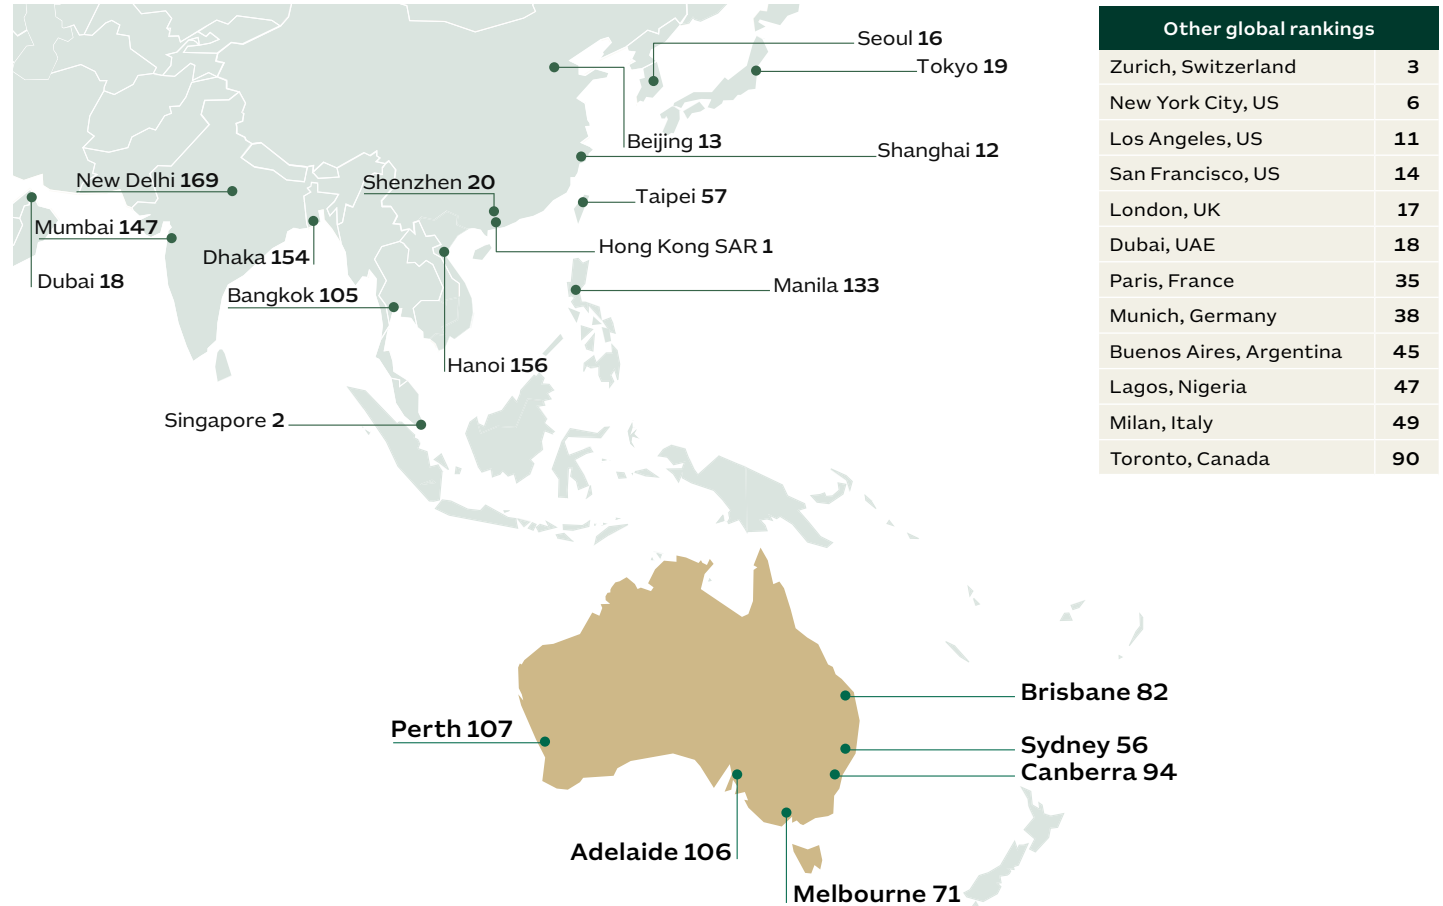 Seoul 16
Tokyo 19
Beijing 13
Shanghai 12
New Delhi 169
Shenzhen 20
Taipei 57
Mumbai 147
Hong Kong SAR 1
Dhaka 154
Dubai 18
Manila 133
Bangkok 105
Hanoi 156
Singapore 2
Other global rankings
Zurich, Switzerland 3
New York City, US 6
Los Angeles, US 11
San Francisco, US 14
London, UK 17
Dubai, UAE 18
Paris, France 35
Munich, Germany 38
Buenos Aires, Argentina 45
Lagos, Nigeria 47
Milan, Italy 49
Toronto, Canada 90
Brisbane 82
Perth 107
Sydney 56
Canberra 94
Adelaide 106
Melbourne 71